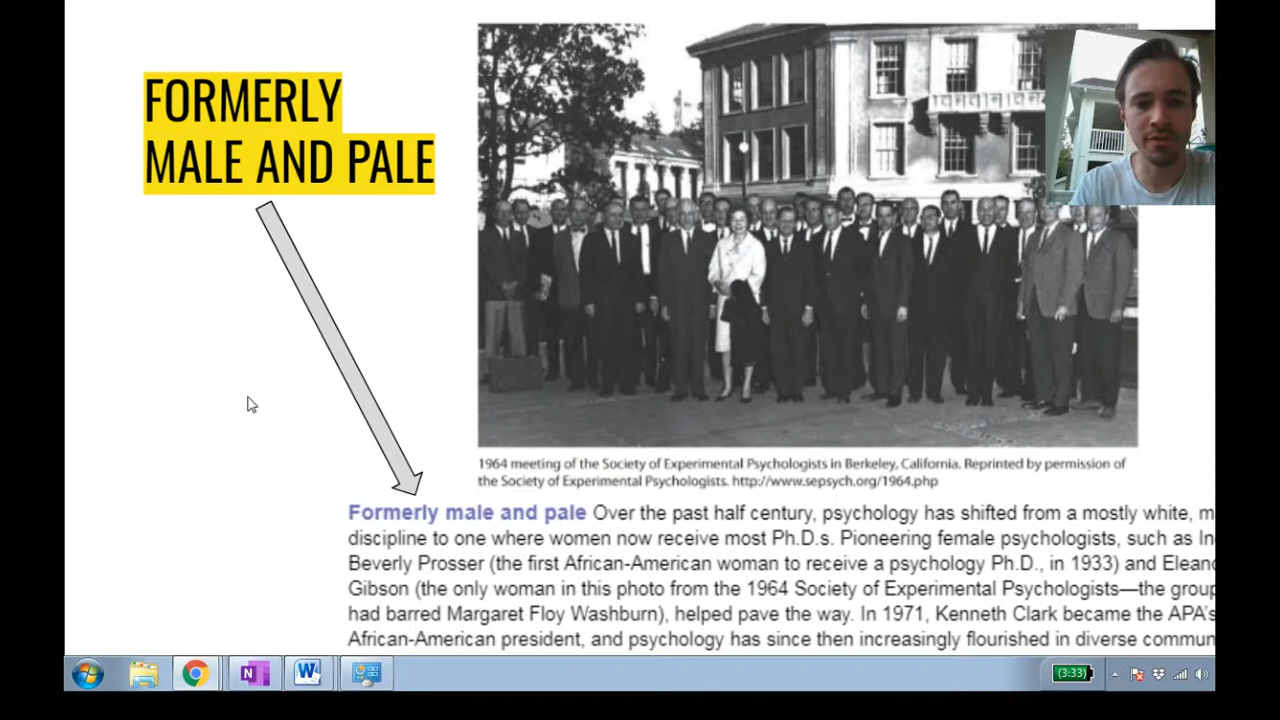 FORMERLY
MALE AND PALE
1964 meeting of the Society of Experimental Psychologists in Berkeley, California. Reprinted by permission of
the Society of Experimental Psychologists. http://www.sepsych.org/1964.php
Formerly male and pale Over the past half century, psychology has shifted from a mostly white, m
discipline to one where women now receive most Ph.D.s. Pioneering female psychologists, such as In
Beverly Prosser (the first African-American woman to receive a psychology Ph.D., in 1933) and Elean
Gibson (the only woman in this photo from the 1964 Society of Experimental Psychologists—the group
had barred Margaret Floy Washburn), helped pave the way. In 1971, Kenneth Clark became the APA's
African-American president, and psychology has since then increasingly flourished in diverse commun
N W (3:33)